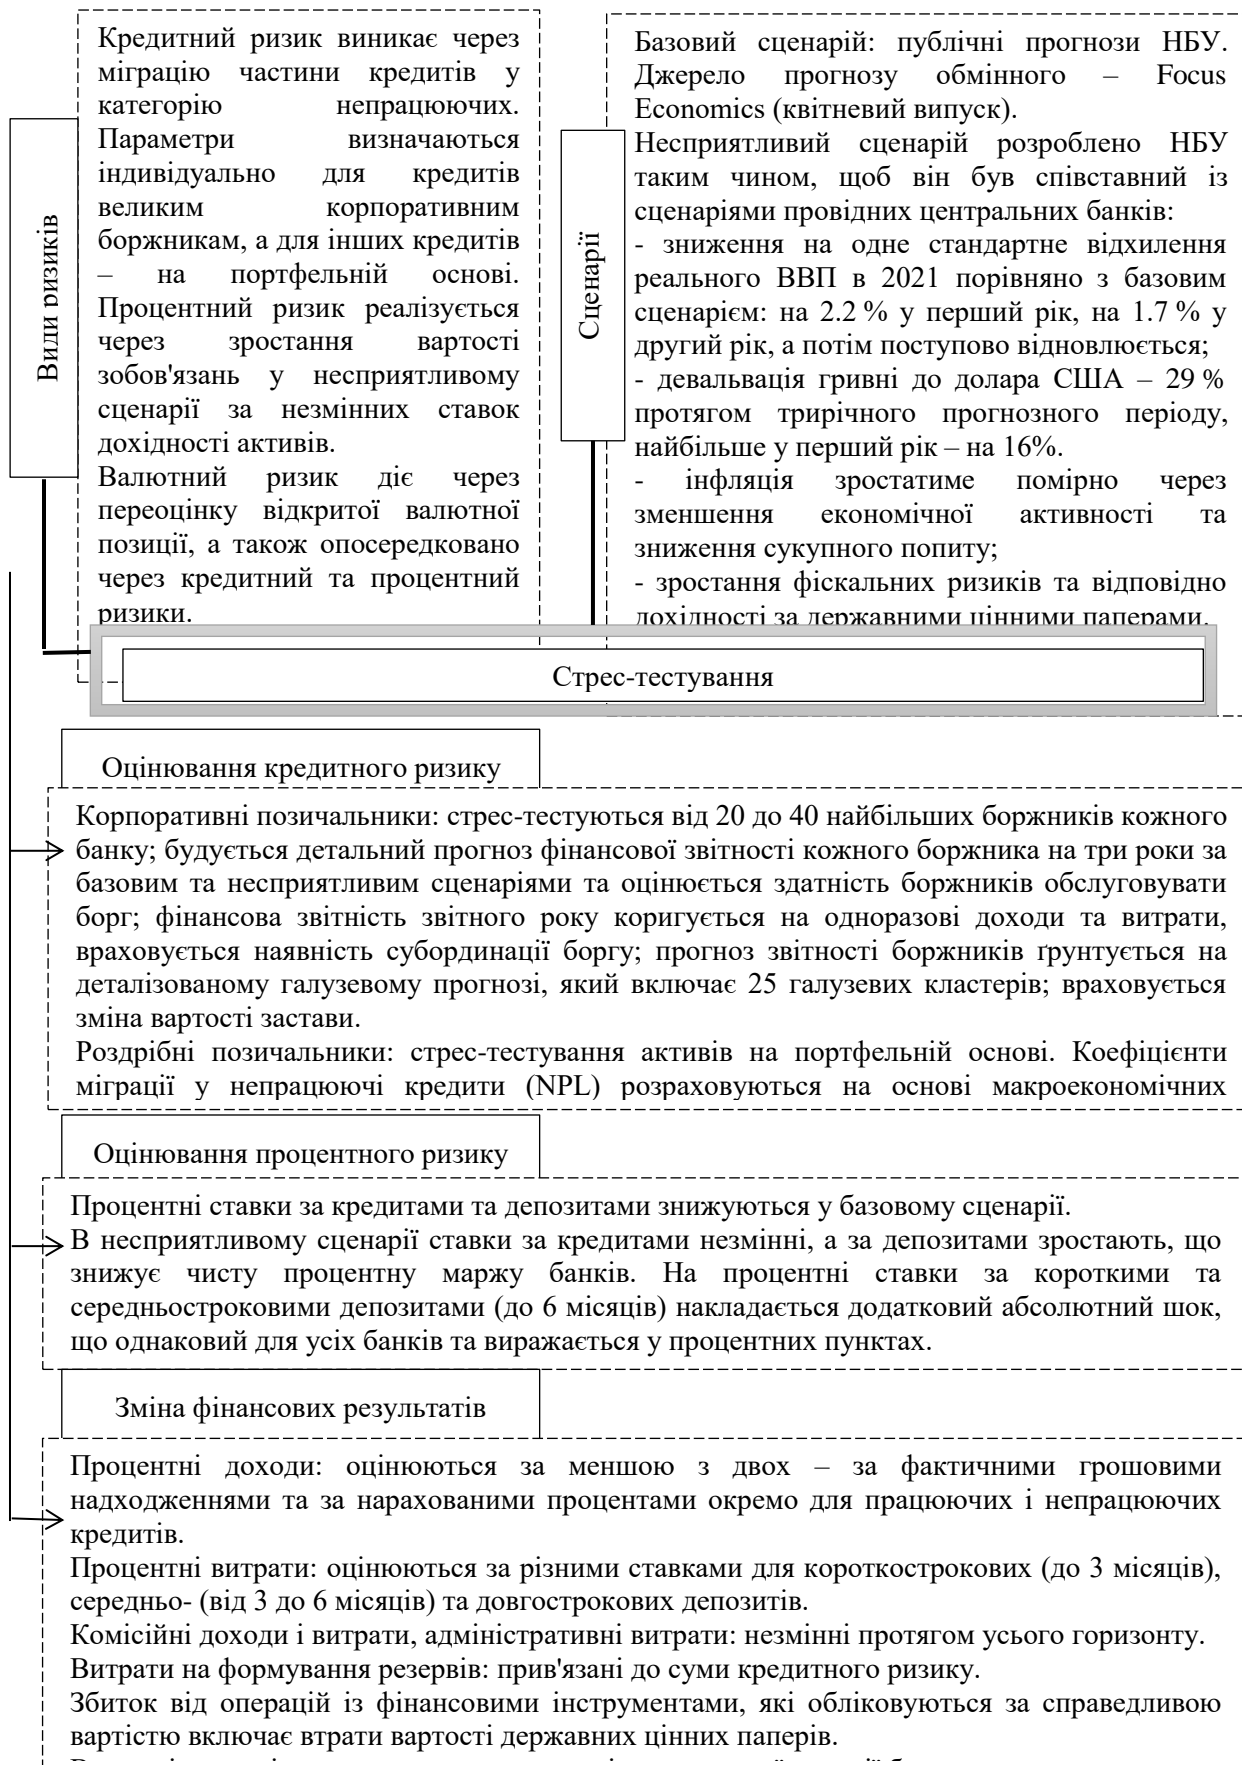 Види ризиків
Кредитний ризик виникає через
міграцію частини кредитів у
категорію непрацюючих.
Параметри визначаються
індивідуально для кредитів
великим корпоративним
боржникам, а для інших кредитів
– на портфельній основі.
Процентний ризик реалізується
через зростання вартості
зобов'язань у несприятливому
сценарії за незмінних ставок
дохідності активів.
Валютний ризик діє через
переоцінку відкритої валютної
позиції, а також опосередковано
через кредитний та процентний
ризики.
Сценарії
Базовий сценарій: публічні прогнози НБУ.
Джерело прогнозу обмінного – Focus
Economics (квітневий випуск).
Несприятливий сценарій розроблено НБУ
таким чином, щоб він був співставний із
сценаріями провідних центральних банків:
- зниження на одне стандартне відхилення
реального ВВП в 2021 порівняно з базовим
сценарієм: на 2.2 % у перший рік, на 1.7 % у
другий рік, а потім поступово відновлюється;
- девальвація гривні до долара США – 29 %
протягом трирічного прогнозного періоду,
найбільше у перший рік – на 16%.
- інфляція зростатиме помірно через
зменшення економічної активності та
зниження сукупного попиту;
- зростання фіскальних ризиків та відповідно
дохідності за державними цінними паперами.
Стрес-тестування
Оцінювання кредитного ризику
Корпоративні позичальники: стрес-тестуються від 20 до 40 найбільших боржників кожного
банку; будується детальний прогноз фінансової звітності кожного боржника на три роки за
базовим та несприятливим сценаріями та оцінюється здатність боржників обслуговувати
борг; фінансова звітність звітного року коригується на одноразові доходи та витрати,
враховується наявність субординації боргу; прогноз звітності боржників ґрунтується на
деталізованому галузевому прогнозі, який включає 25 галузевих кластерів; враховується
зміна вартості застави.
Роздрібні позичальники: стрес-тестування активів на портфельній основі. Коефіцієнти
міграції у непрацюючі кредити (NPL) розраховуються на основі макроекономічних
Оцінювання процентного ризику
Процентні ставки за кредитами та депозитами знижуються у базовому сценарії.
В несприятливому сценарії ставки за кредитами незмінні, а за депозитами зростають, що
знижує чисту процентну маржу банків. На процентні ставки за короткими та
середньостроковими депозитами (до 6 місяців) накладається додатковий абсолютний шок,
що однаковий для усіх банків та виражається у процентних пунктах.
Зміна фінансових результатів
Процентні доходи: оцінюються за меншою з двох – за фактичними грошовими
надходженнями та за нарахованими процентами окремо для працюючих і непрацюючих
кредитів.
Процентні витрати: оцінюються за різними ставками для короткострокових (до 3 місяців),
середньо- (від 3 до 6 місяців) та довгострокових депозитів.
Комісійні доходи і витрати, адміністративні витрати: незмінні протягом усього горизонту.
Витрати на формування резервів: прив'язані до суми кредитного ризику.
Збиток від операцій із фінансовими інструментами, які обліковуються за справедливою
вартістю включає втрати вартості державних цінних паперів.